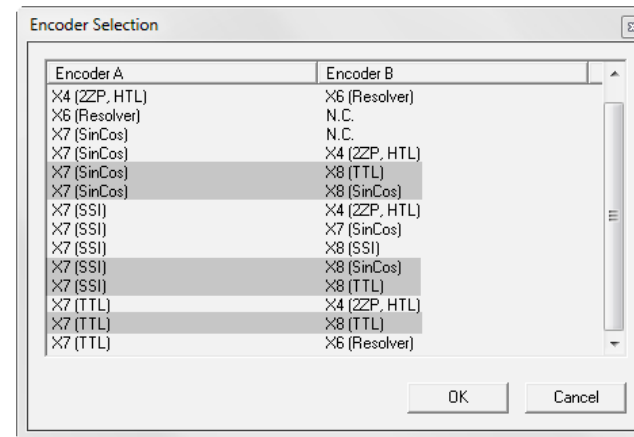 Encoder Selection
Encoder A Encoder B
X4 (2ZP, HTL) X6 (Resolver)
X6 (Resolver) N.C.
X7 (SinCos) N.C.
X7 (SinCos) X4 (2ZP, HTL)
X7 (SinCos) X8 (TTL)
X7 (SinCos) X8 (SinCos)
X7 (SSI) X4 (2ZP, HTL)
X7 (SSI) X7 (SinCos)
X7 (SSI) X8 (SSI)
X7 (SSI) X8 (SinCos)
X7 (SSI) X8 (TTL)
X7 (TTL) X4 (2ZP, HTL)
X7 (TTL) X8 (TTL)
X7 (TTL) X6 (Resolver)
OK Cancel